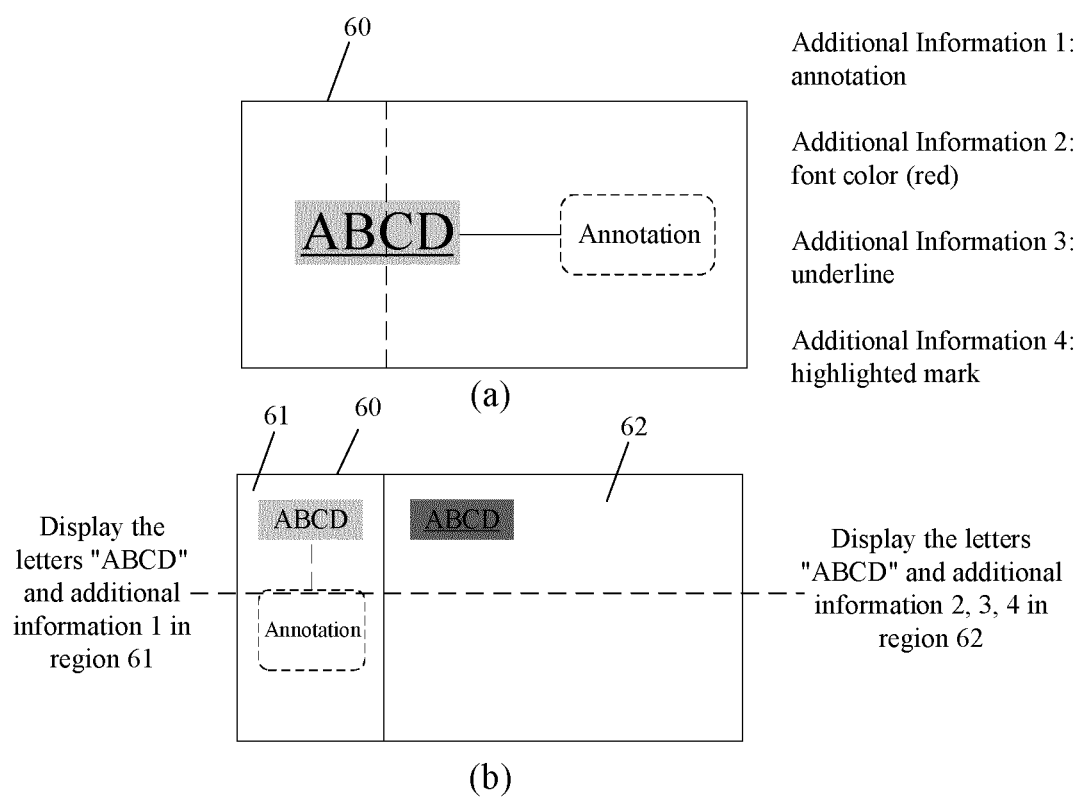 60
Additional Information 1:
annotation
Additional Information 2:
font color (red)
ABCD
Annotation
Additional Information 3:
underline
Additional Information 4:
highlighted mark
(a)
61
60
62
ABCD
ABCD
Display the
letters "ABCD"
and additional
information 1 in
region 61
Annotation
Display the letters
"ABCD" and additional
information 2, 3, 4 in
region 62
(b)